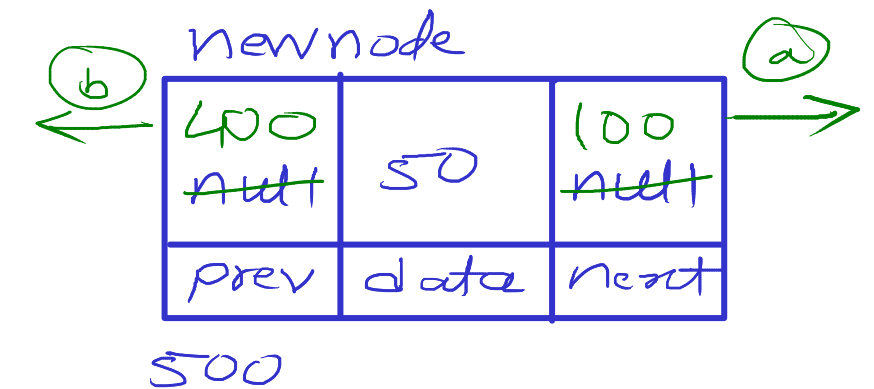 newnode
b
a
400 50 100
null null
prev data next
500